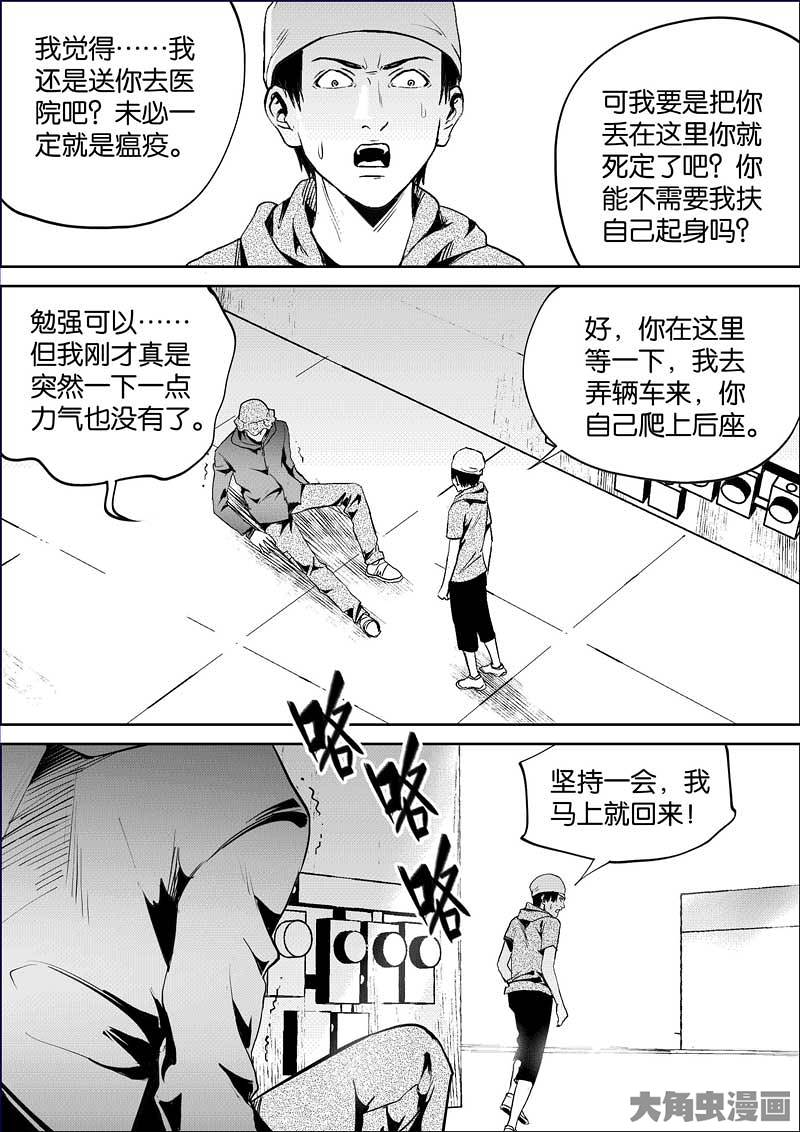 我觉得……我
还是送你去医
院吧？未必一
定就是瘟疫。
可我要是把你
丢在这里你就
死定了吧？你
能不需要我扶
自己起身吗？
勉强可以……
但我刚才真是
突然一下一点
力气也没有了。
好，你在这里
等一下，我去
弄辆车来，你
自己爬上后座。
咯
咯
咯
坚持一会，我
马上就回来！
大角虫漫画